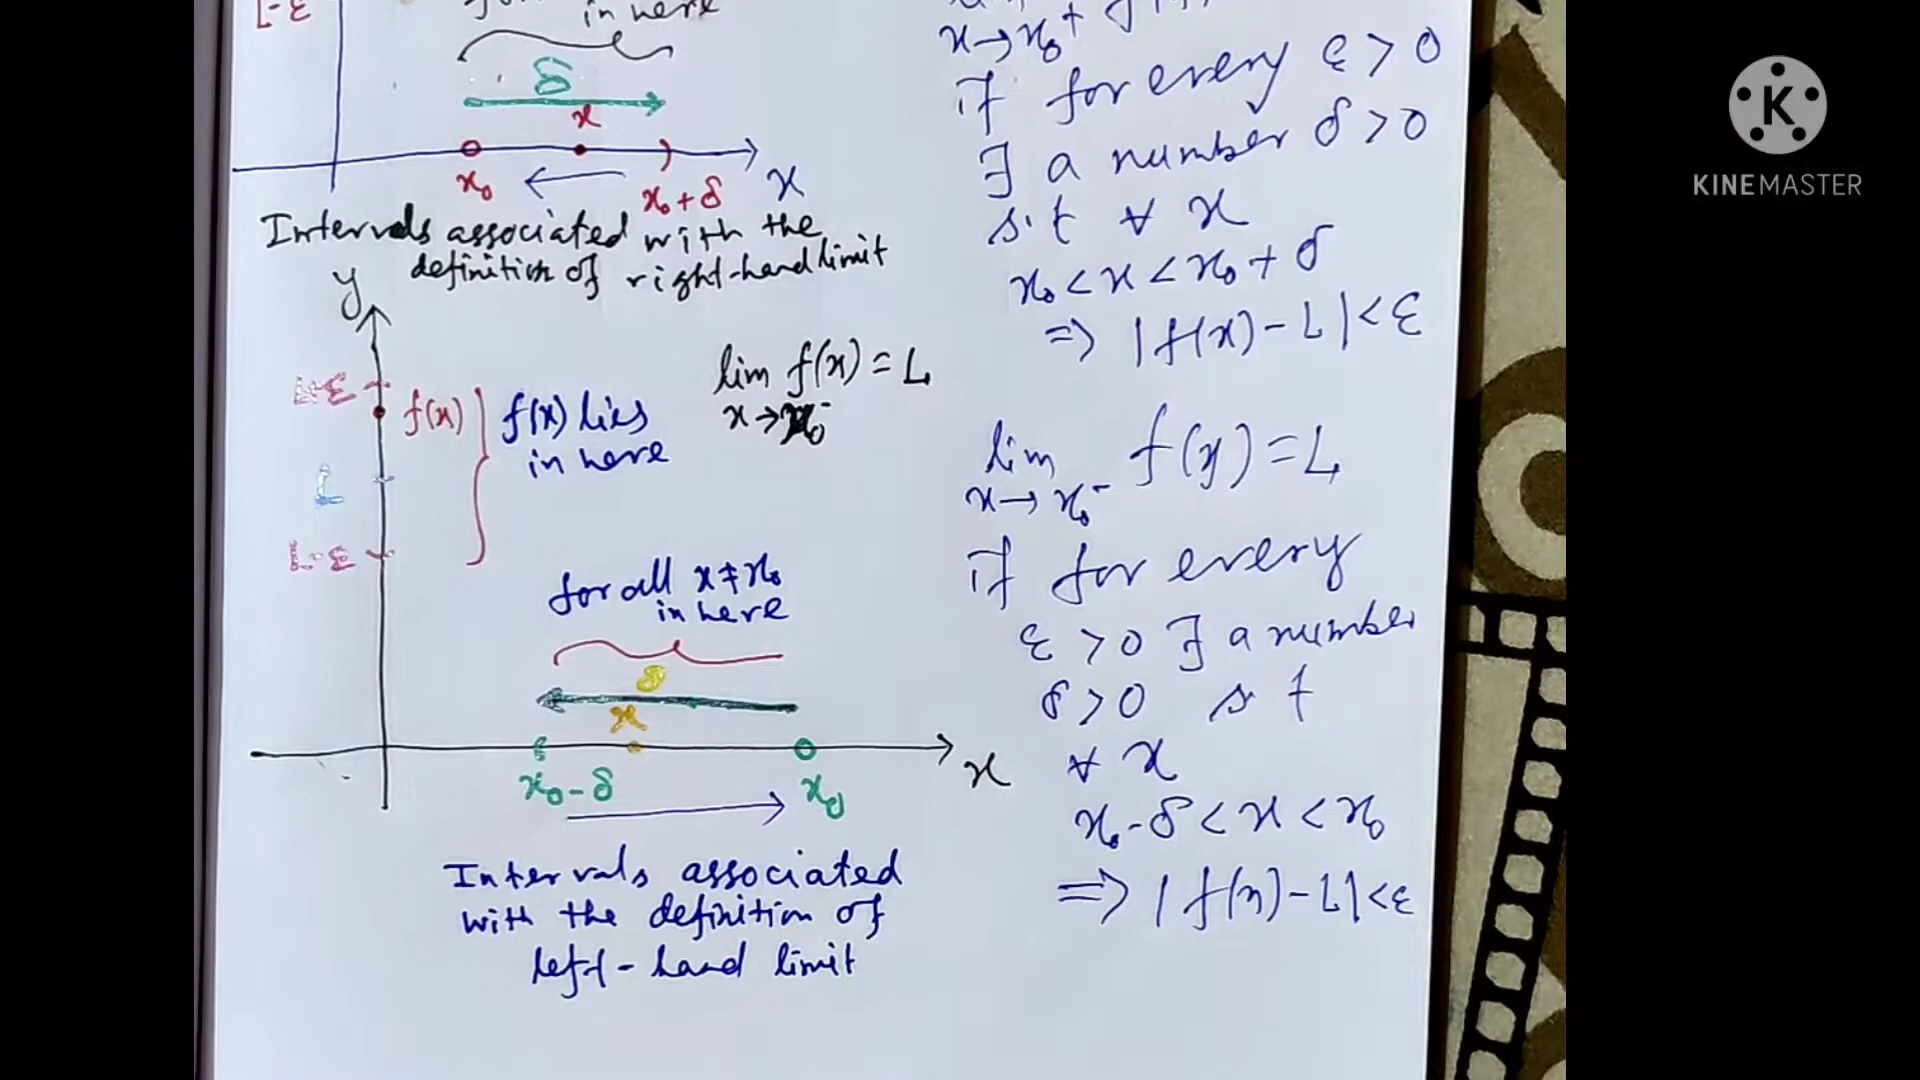 L-ε
in here
δ
x
x₀
x₀+δ
x
Intervals associated with the
definition of right-hand limit
x→x₀⁺
if for every ε>0
∃ a number δ>0
s.t ∀ x
x₀<x<x₀+δ
=> |f(x)-L|<ε
y
f(x)
f(x) lies
in here
L
L-ε
lim f(x)=L
x→x₀⁻
for all x≠x₀
in here
δ
x
x₀-δ
x₀
x
Intervals associated
with the definition of
left-hand limit
lim f(x)=L
x→x₀⁻
if for every
ε>0 ∃ a number
δ>0 s t
∀ x
x₀-δ<x<x₀
=> |f(x)-L|<ε
K
KINEMASTER